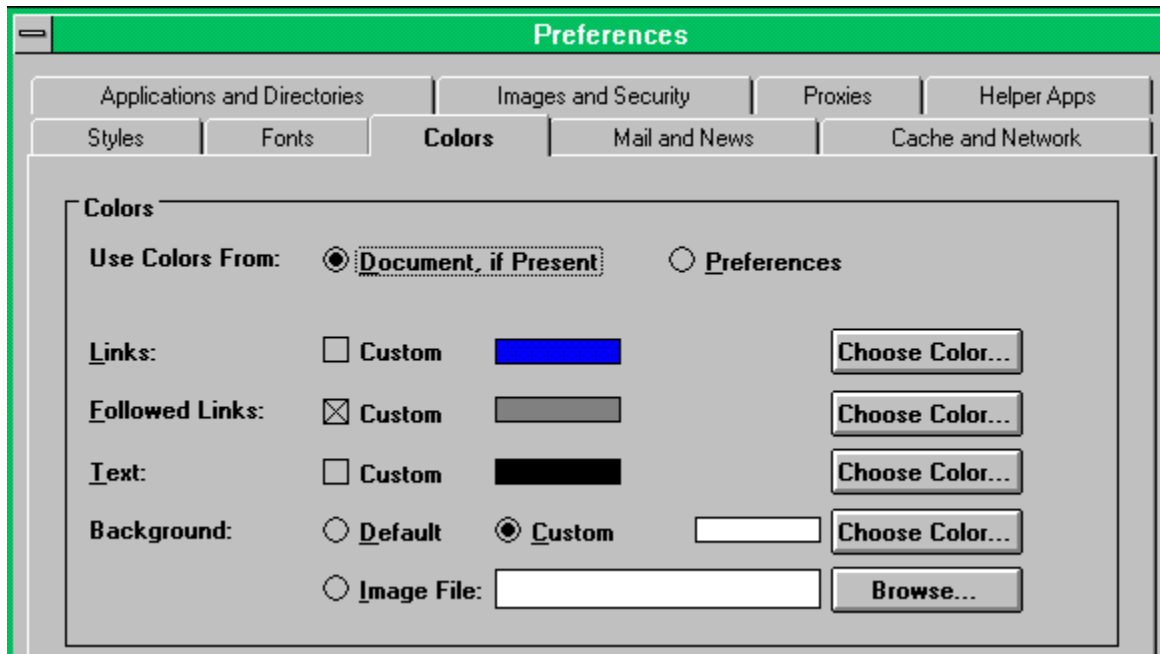 Preferences
Applications and Directories Images and Security Proxies Helper Apps
Styles Fonts Colors Mail and News Cache and Network
Colors
Use Colors From: Document, if Present Preferences
Links: Custom Choose Color...
Followed Links: Custom Choose Color...
Text: Custom Choose Color...
Background: Default Custom Choose Color...
Image File: Browse...